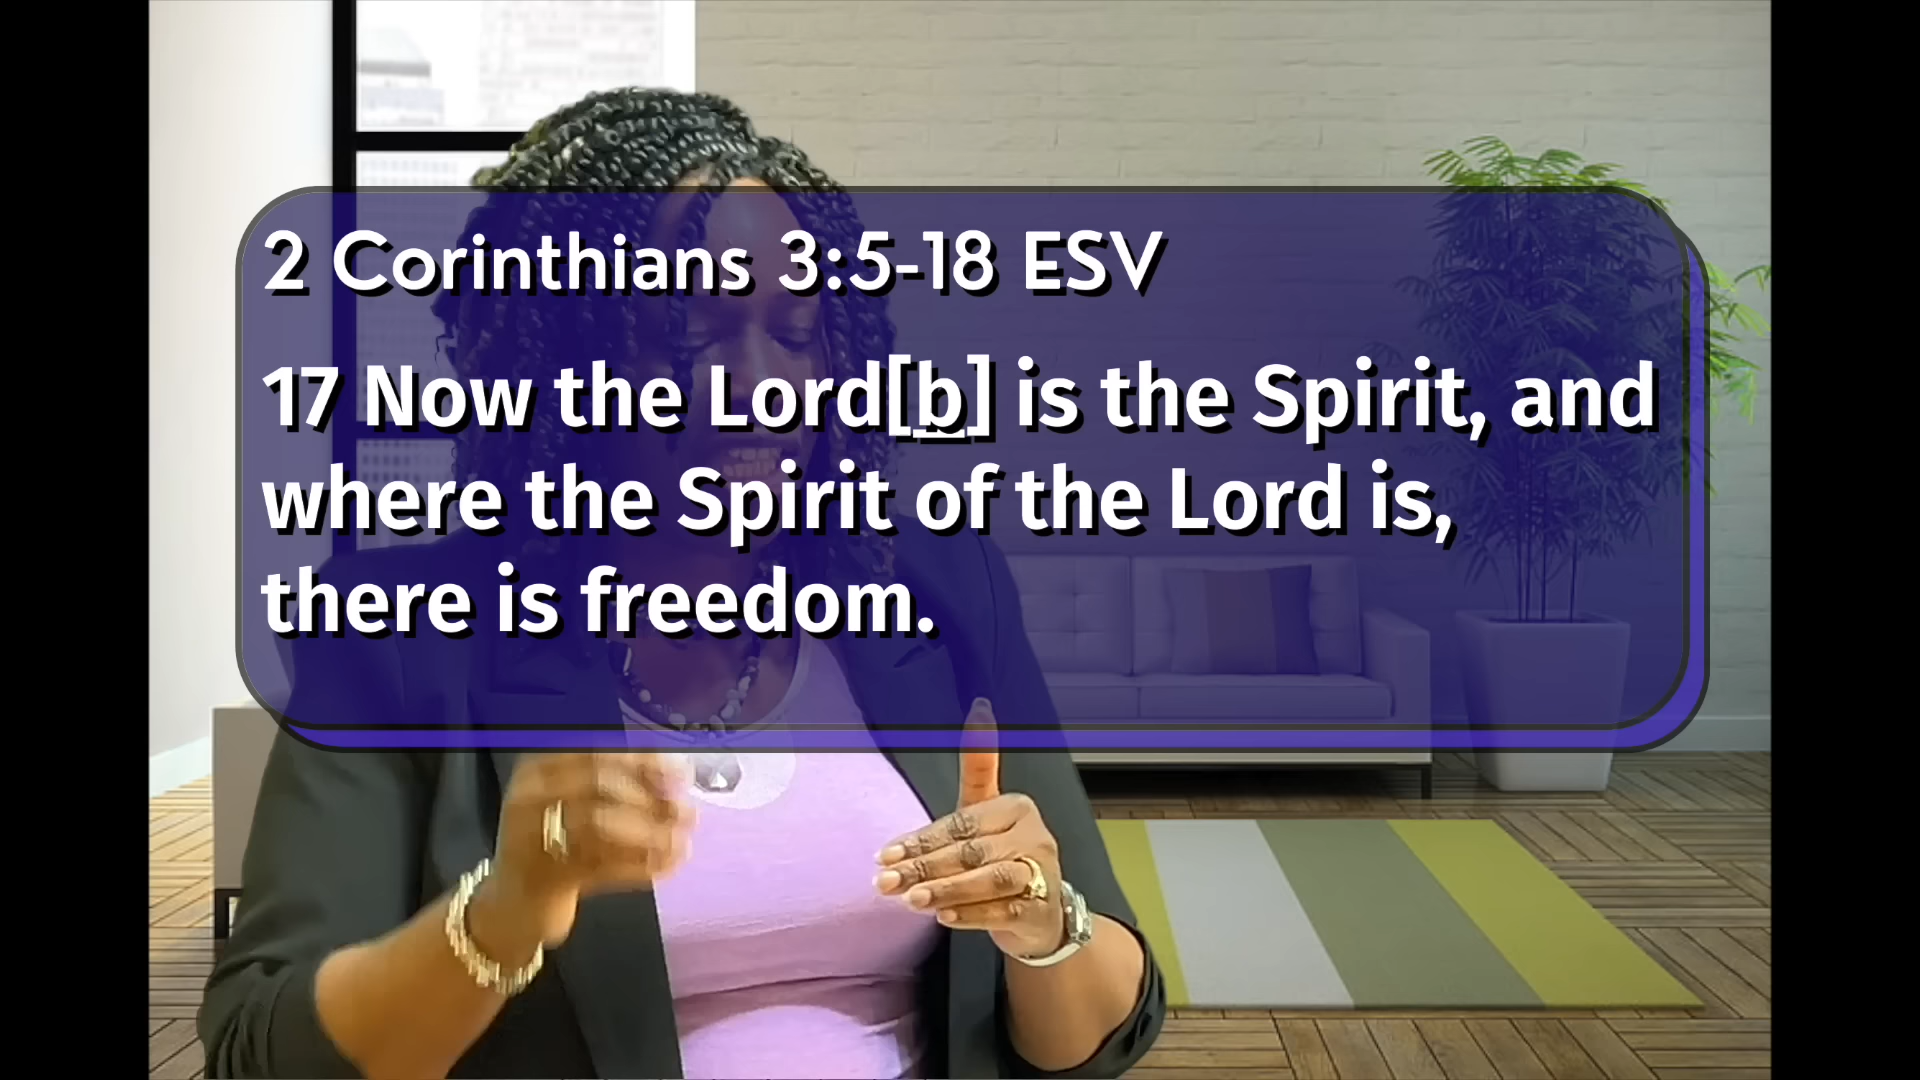 2 Corinthians 3:5-18 ESV
17 Now the Lord[b] is the Spirit, and
where the Spirit of the Lord is,
there is freedom.